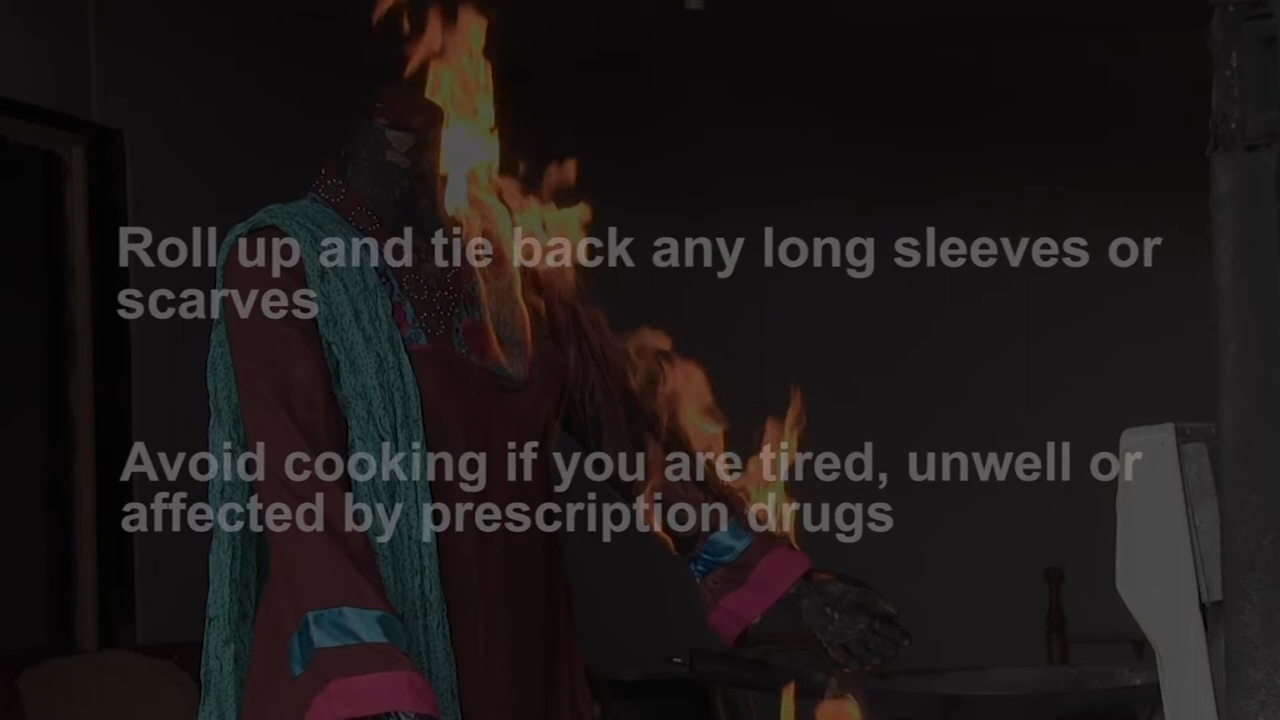 Roll up and tie back any long sleeves or
scarves
Avoid cooking if you are tired, unwell or
affected by prescription drugs